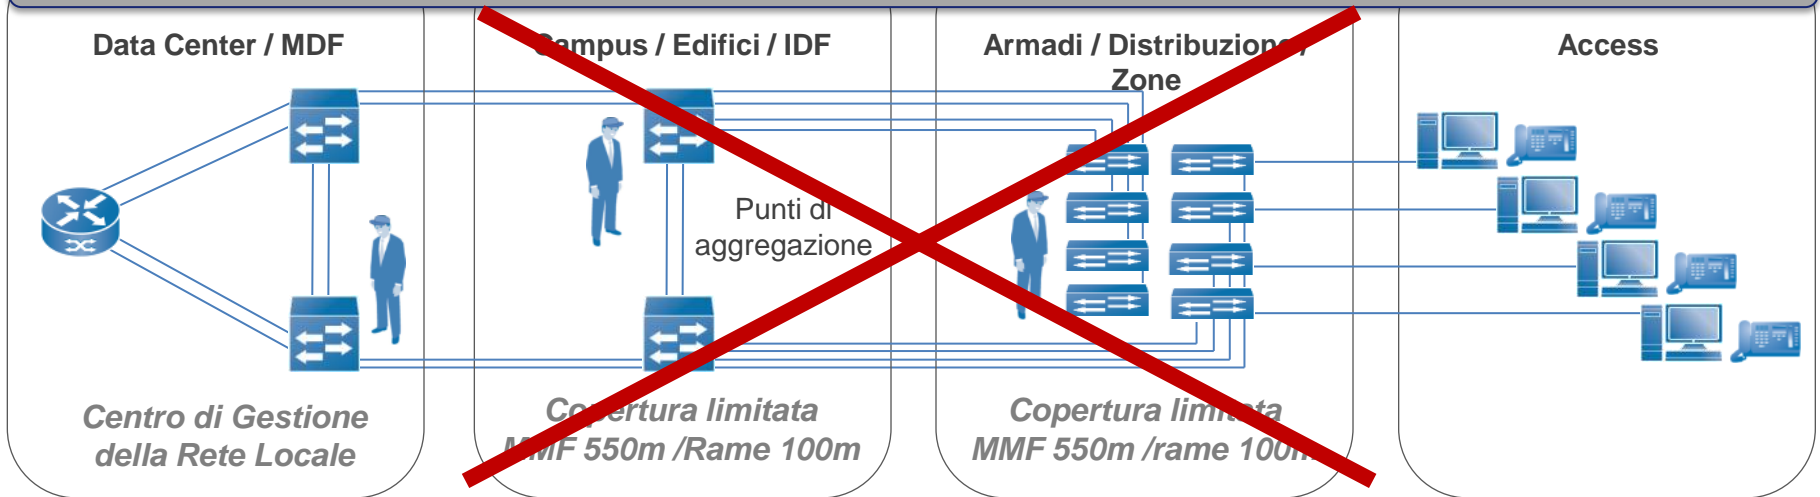 Data Center / MDF
Campus / Edifici / IDF
Armadi / Distribuzione /
Zone
Access
Punti di
aggregazione
Centro di Gestione
della Rete Locale
Copertura limitata
MMF 550m /Rame 100m
Copertura limitata
MMF 550m /rame 100m